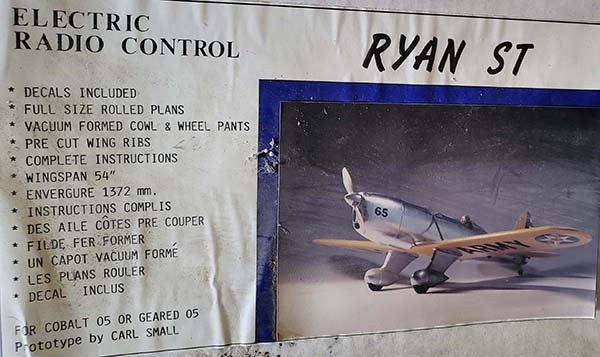 ELECTRIC
RADIO CONTROL
RYAN ST
* DECALS INCLUDED
* FULL SIZE ROLLED PLANS
* VACUUM FORMED COWL & WHEEL PANTS
* PRE CUT WING RIBS
* COMPLETE INSTRUCTIONS
* WINGSPAN 54"
* ENVERGURE 1372 mm.
* INSTRUCTIONS COMPLIS
* DES AILE CÔTES PRE COUPER
* FILDE FER FORMER
* UN CAPOT VACUUM FORMÉ
* LES PLANS ROULER
* DECAL INCLUS
FOR COBALT 05 OR GEARED 05
Prototype by CARL SMALL
65
ARMY